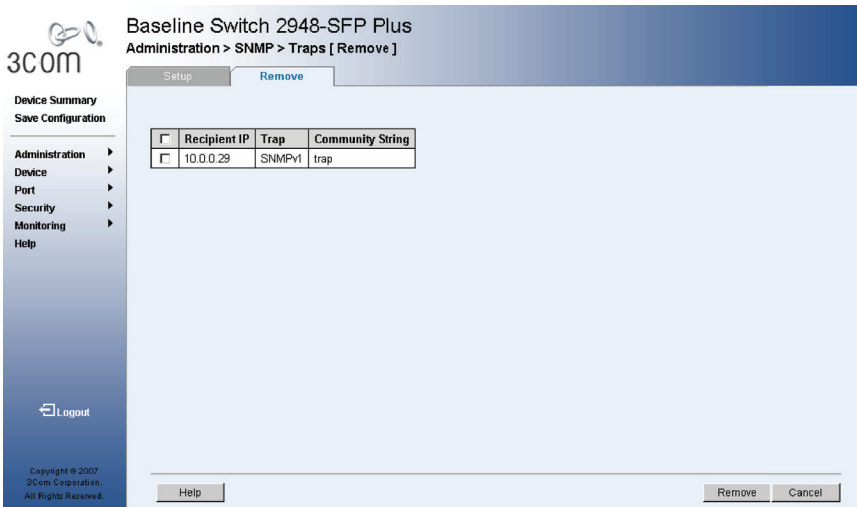 3COM
Baseline Switch 2948-SFP Plus
Administration > SNMP > Traps [ Remove ]
Setup Remove
Device Summary
Save Configuration
Administration
Device
Port
Security
Monitoring
Help
Recipient IP Trap Community String
10.0.0.29 SNMPv1 trap
Logout
Copyright © 2007
3Com Corporation.
All Rights Reserved.
Help Remove Cancel